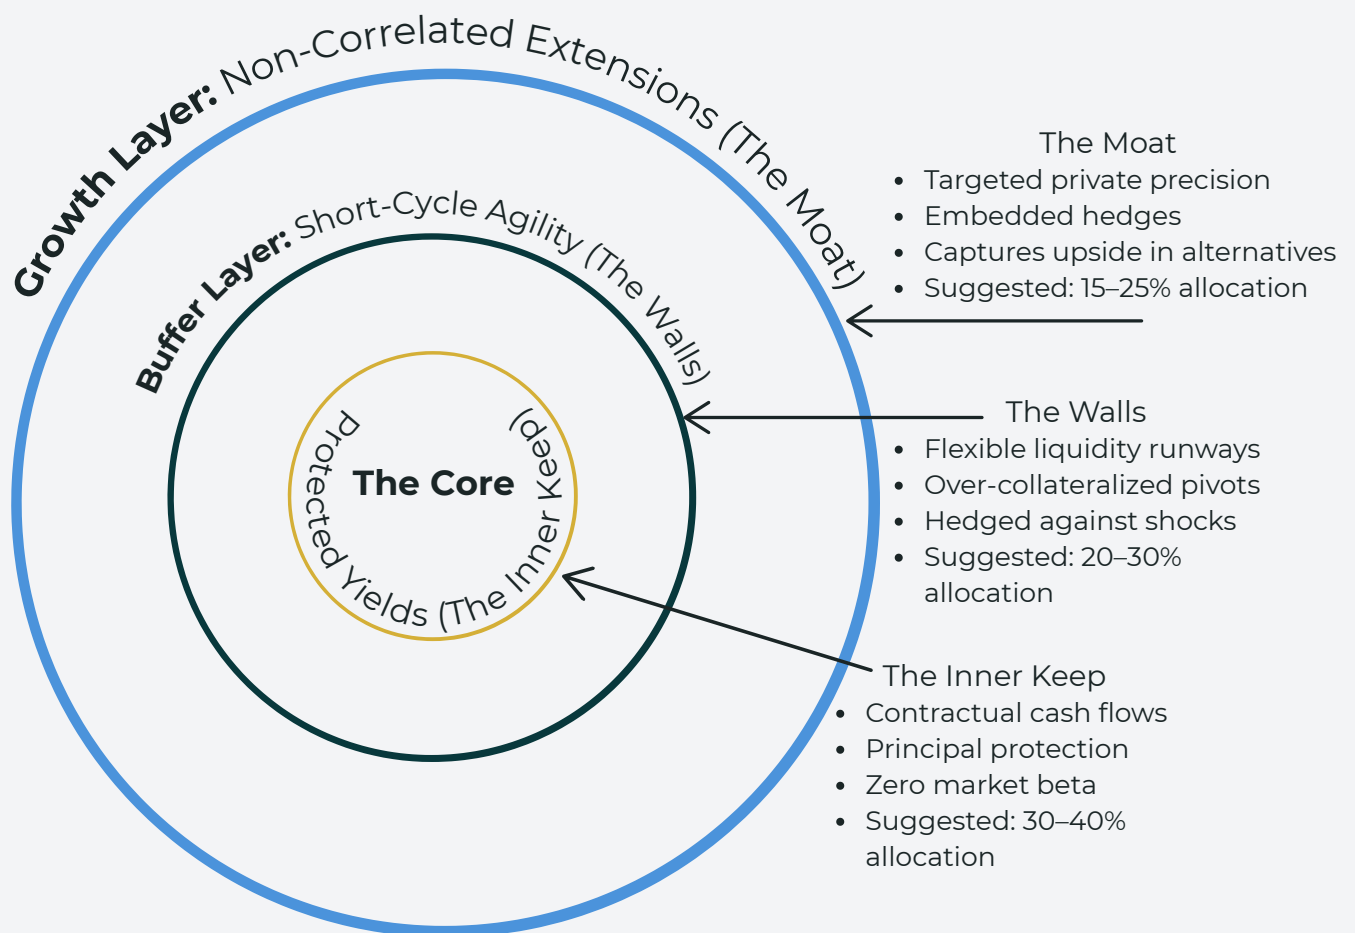 Growth Layer: Non-Correlated Extensions (The Moat)
Buffer Layer: Short-Cycle Agility (The Walls)
The Core
Protected Yields (The Inner Keep)
The Moat
• Targeted private precision
• Embedded hedges
• Captures upside in alternatives
• Suggested: 15–25% allocation
The Walls
• Flexible liquidity runways
• Over-collateralized pivots
• Hedged against shocks
• Suggested: 20–30%
allocation
The Inner Keep
• Contractual cash flows
• Principal protection
• Zero market beta
• Suggested: 30–40%
allocation